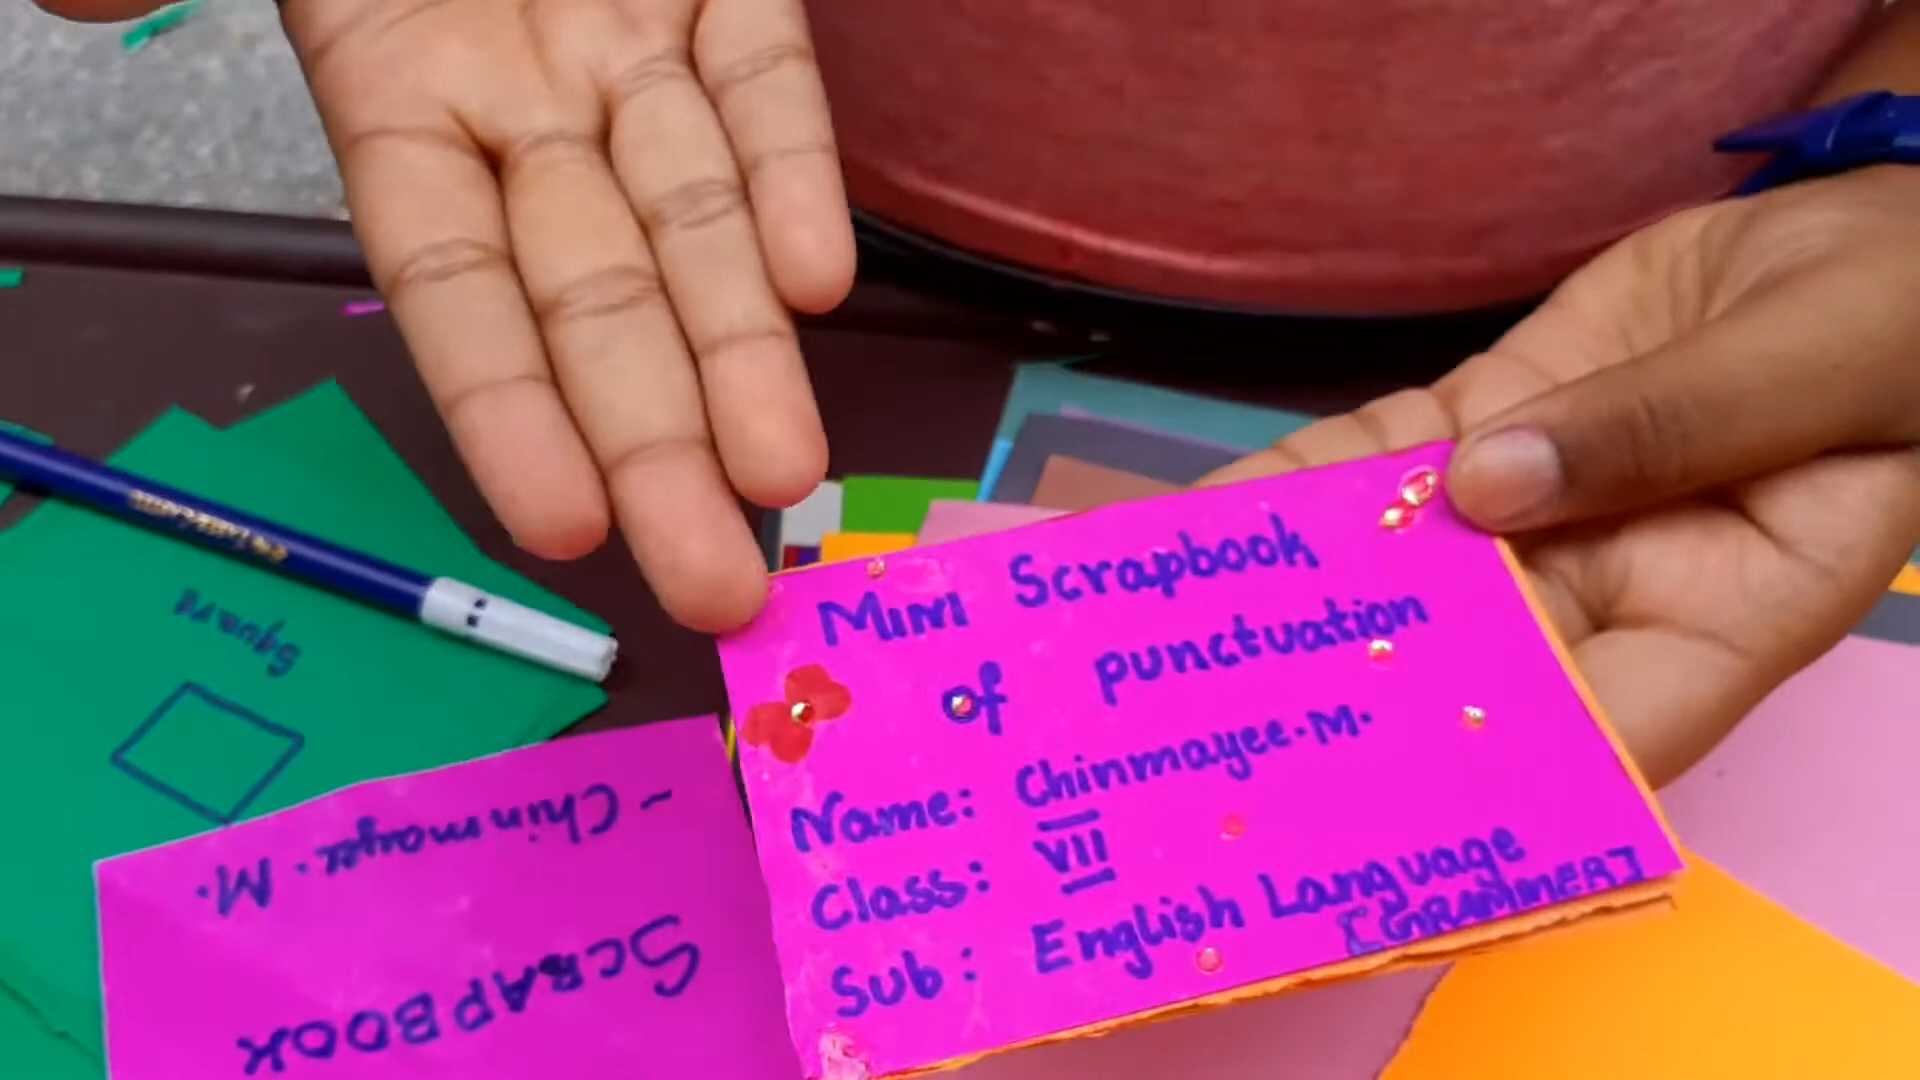 Mini Scrapbook
of punctuation
Name: Chinmayee.M.
Class: VII
Sub: English Language
[GRAMMER]
Square
SCRAPBOOK
- Chinmayee. M.